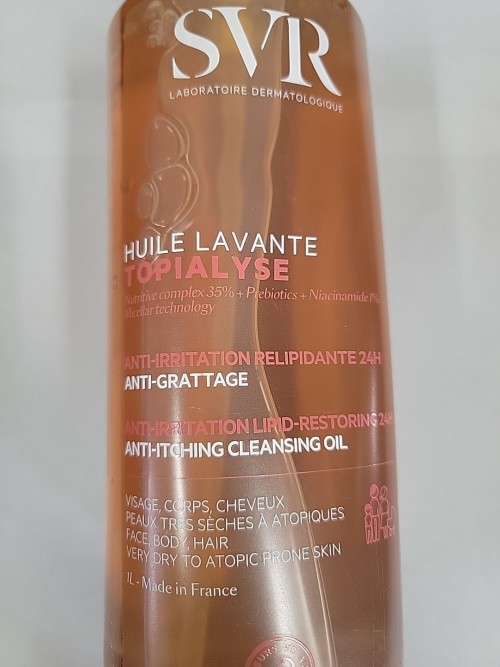 SVR
LABORATOIRE DERMATOLOGIQUE
HUILE LAVANTE
TOPIALYSE
Nutritive complex 35% + Prebiotics + Niacinamide 1%
Micellar technology
ANTI-IRRITATION RELIPIDANTE 24H
ANTI-GRATTAGE
ANTI-IRRITATION LIPID-RESTORING 24H
ANTI-ITCHING CLEANSING OIL
VISAGE, CORPS, CHEVEUX
PEAUX TRÈS SÈCHES À ATOPIQUES
FACE, BODY, HAIR
VERY DRY TO ATOPIC PRONE SKIN
1L - Made in France